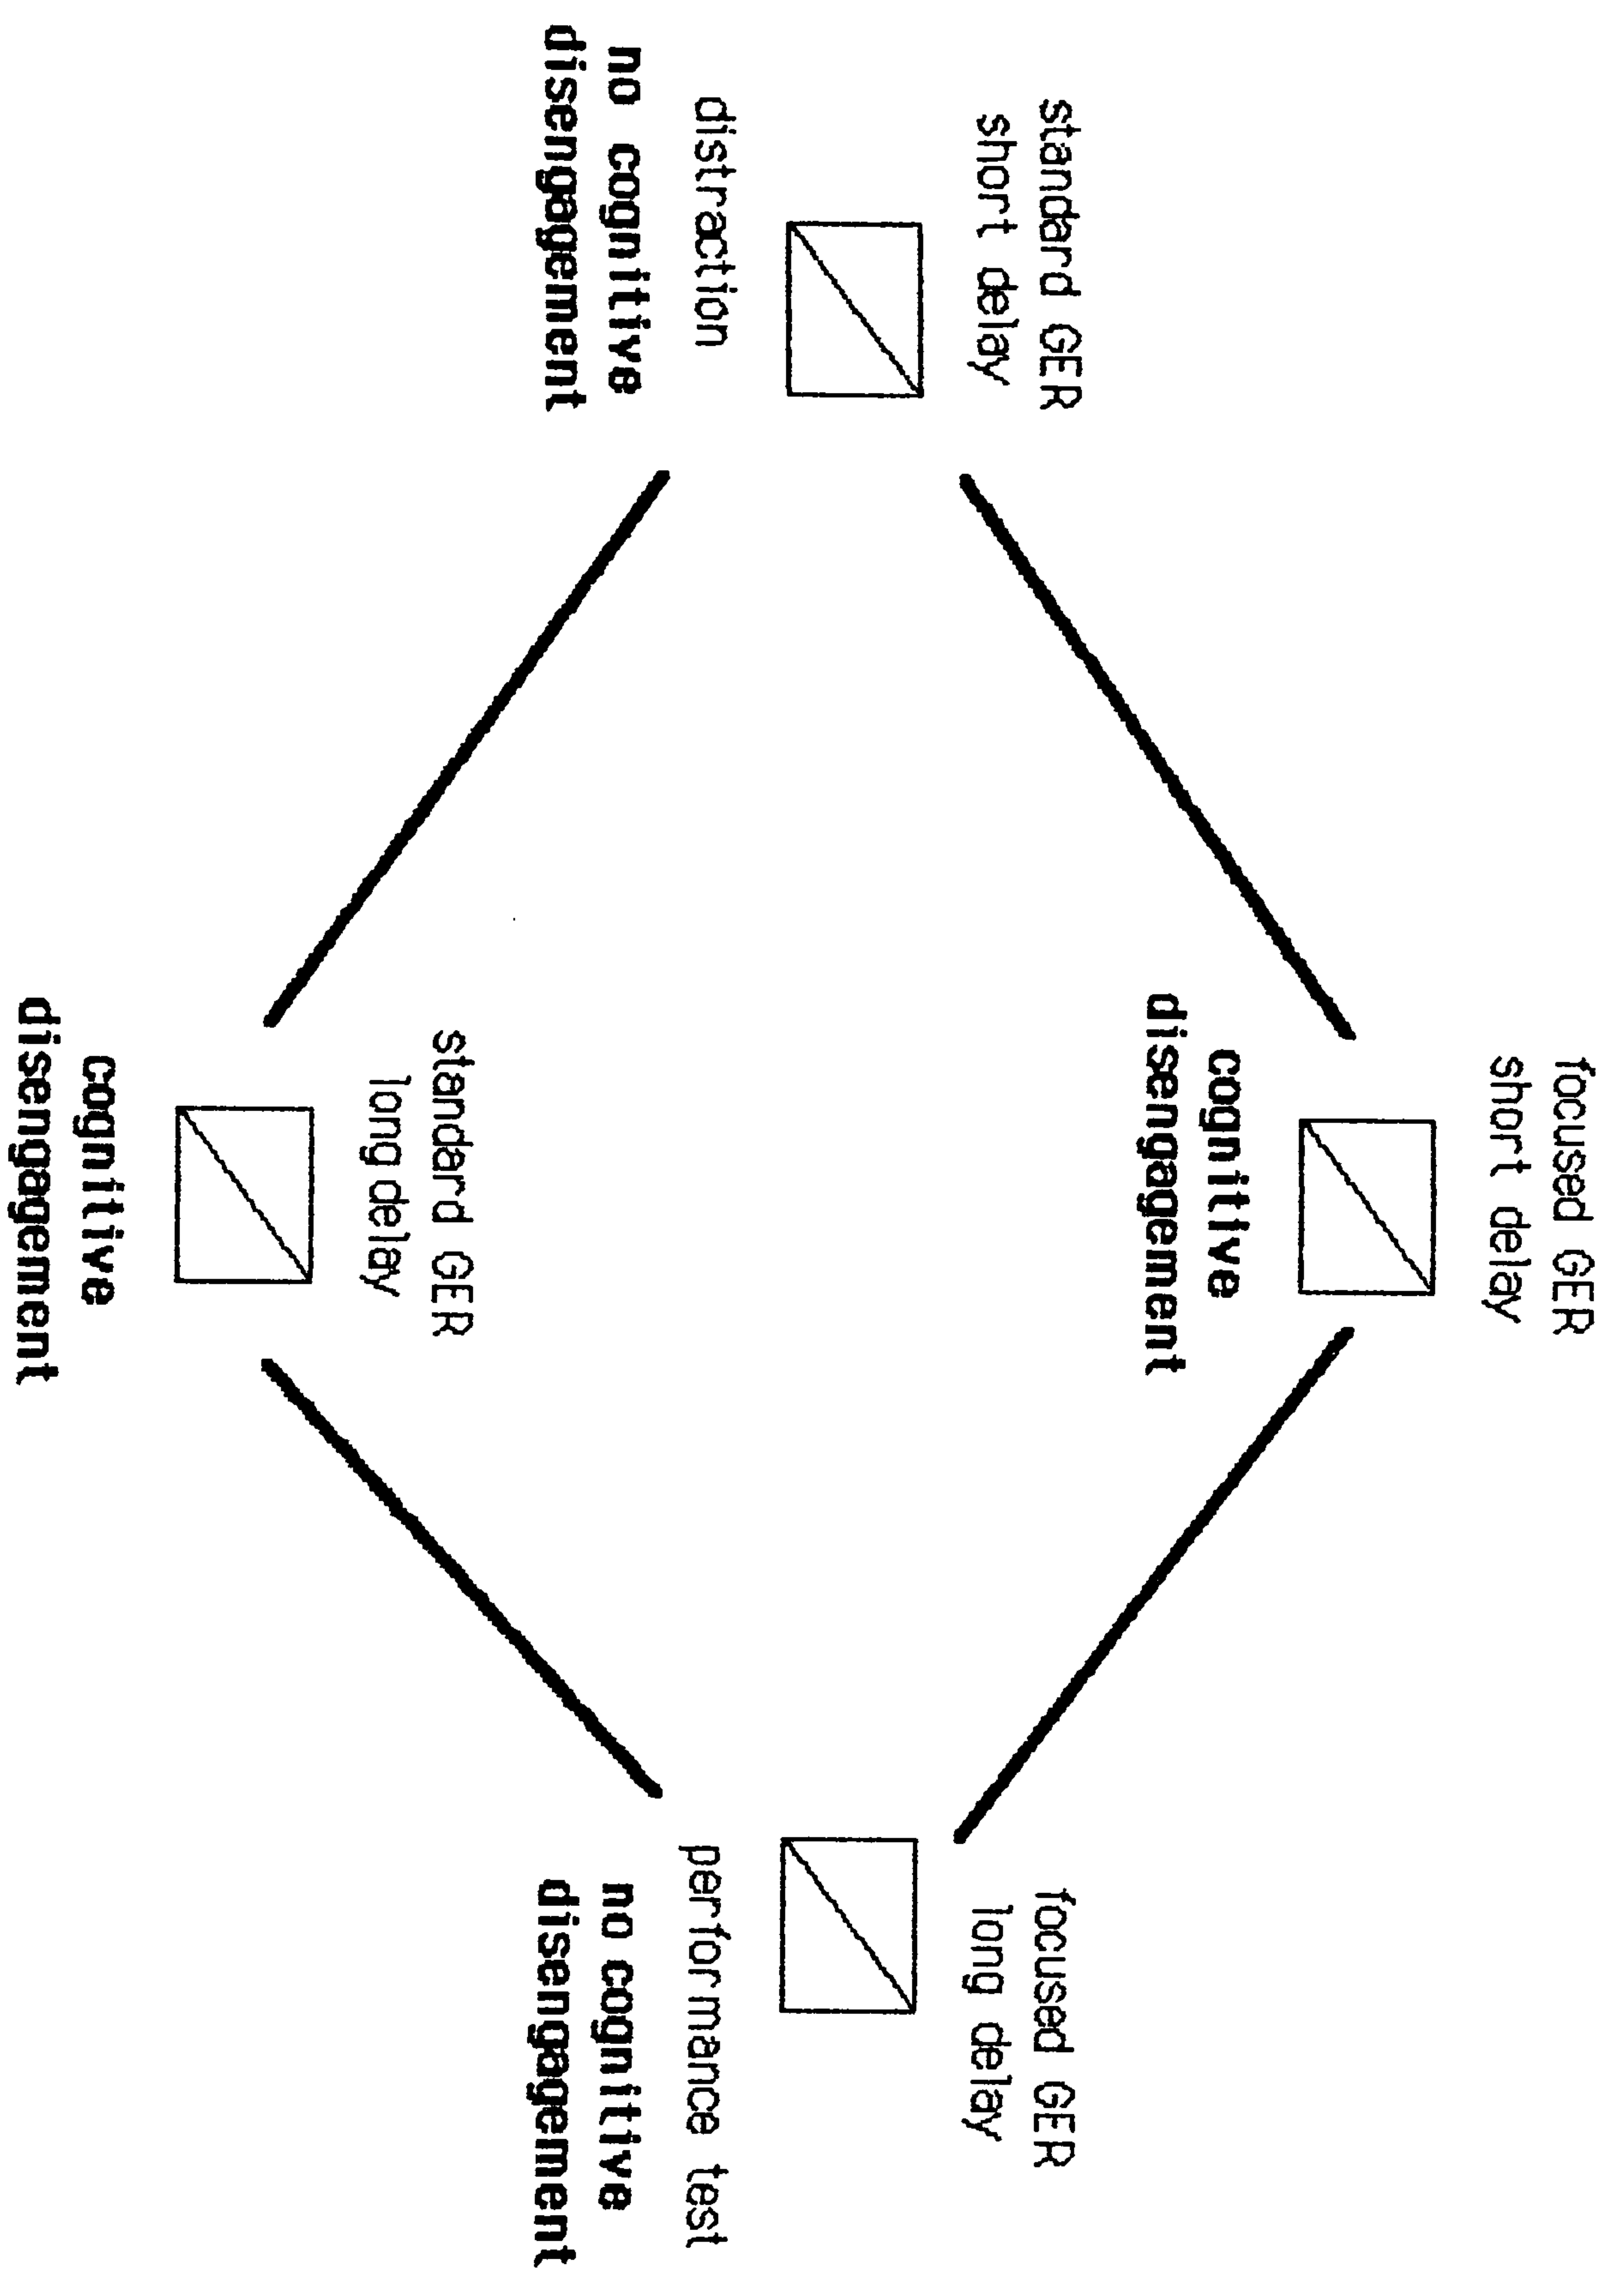 focused GER
short delay
cognitive
disengagement
standard GER
short delay
distraction
no cognitive
disengagement
focused GER
long delay
performance test
no cognitive
disengagement
standard GER
long delay
cognitive
disengagement